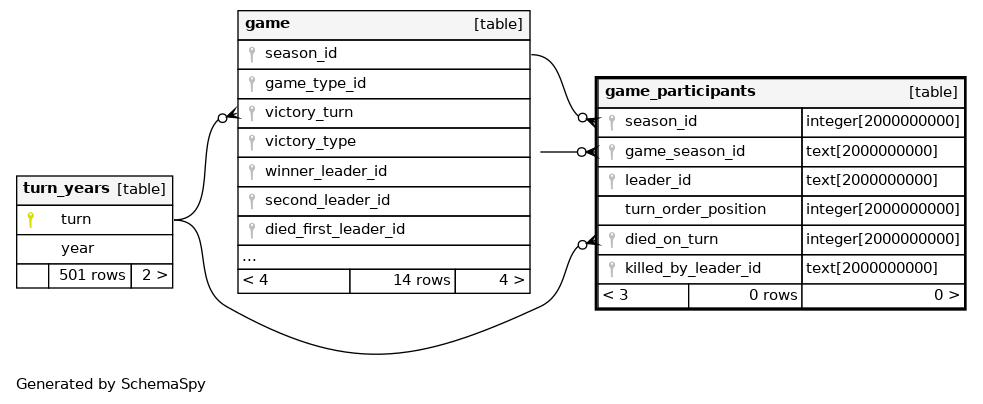 turn_years [table]
turn
year
501 rows 2 >
game [table]
season_id
game_type_id
victory_turn
victory_type
winner_leader_id
second_leader_id
died_first_leader_id
...
< 4 14 rows 4 >
game_participants [table]
season_id integer[2000000000]
game_season_id text[2000000000]
leader_id text[2000000000]
turn_order_position integer[2000000000]
died_on_turn integer[2000000000]
killed_by_leader_id text[2000000000]
< 3 0 rows 0 >
Generated by SchemaSpy